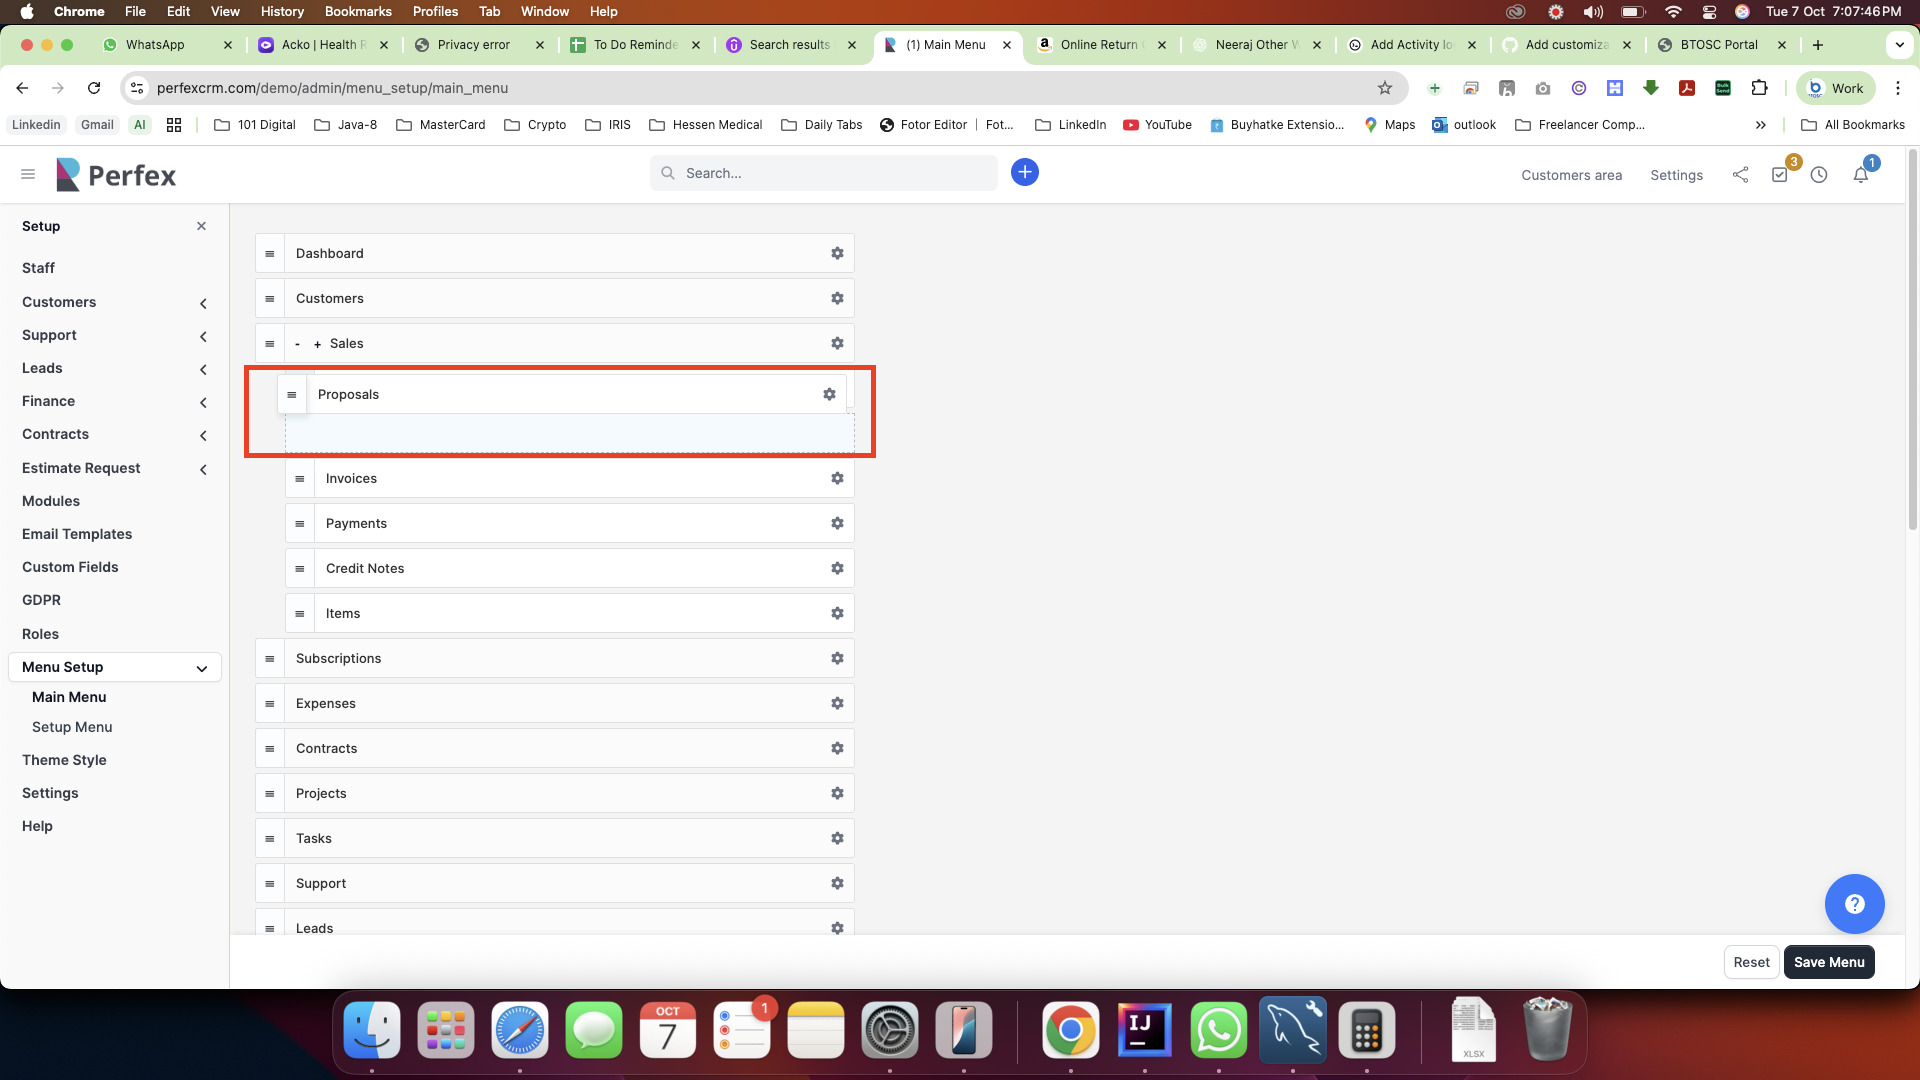 Chrome File Edit View History Bookmarks Profiles Tab Window Help Tue 7 Oct 7:07:46 PM
WhatsApp Acko | Health R Privacy error To Do Reminde Search results (1) Main Menu Online Return Neeraj Other W Add Activity lo Add customiza BTOSC Portal
perfexcrm.com/demo/admin/menu_setup/main_menu Work
Linkedin Gmail AI 101 Digital Java-8 MasterCard Crypto IRIS Hessen Medical Daily Tabs Fotor Editor | Fot... LinkedIn YouTube Buyhatke Extensio... Maps outlook Freelancer Comp... » All Bookmarks
Perfex Search... Customers area Settings 3 1
Setup
Staff
Customers
Support
Leads
Finance
Contracts
Estimate Request
Modules
Email Templates
Custom Fields
GDPR
Roles
Menu Setup
Main Menu
Setup Menu
Theme Style
Settings
Help
Dashboard
Customers
- + Sales
Proposals
Invoices
Payments
Credit Notes
Items
Subscriptions
Expenses
Contracts
Projects
Tasks
Support
Leads
Reset Save Menu
OCT
7
1
IJ
XLSX